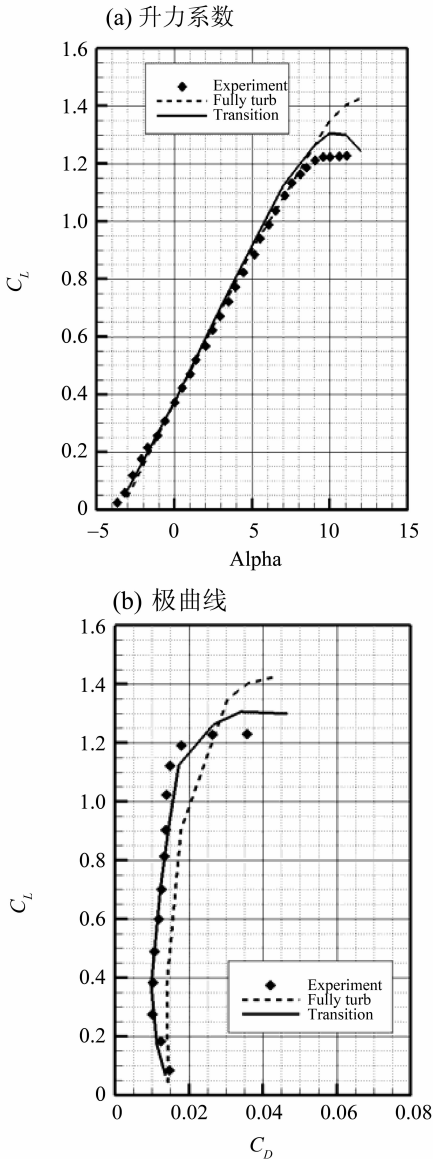 (a) 升力系数
1.6
1.4
1.2
1.0
0.8
0.6
0.4
0.2
0
C_L
Experiment
Fully turb
Transition
–5 0 5 10 15
Alpha
(b) 极曲线
1.6
1.4
1.2
1.0
0.8
0.6
0.4
0.2
0
C_L
Experiment
Fully turb
Transition
0 0.02 0.04 0.06 0.08
C_D